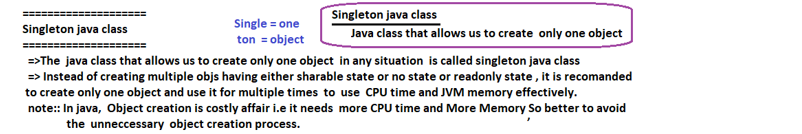 ====================
Singleton java class
====================
Single = one
ton = object
Singleton java class
Java class that allows us to create only one object
=>The java class that allows us to create only one object in any situation is called singleton java class
=> Instead of creating multiple objs having either sharable state or no state or readonly state , it is recomanded
to create only one object and use it for multiple times to use CPU time and JVM memory effectively.
note:: In java, Object creation is costly affair i.e it needs more CPU time and More Memory So better to avoid
the unneccessary object creation process.
,